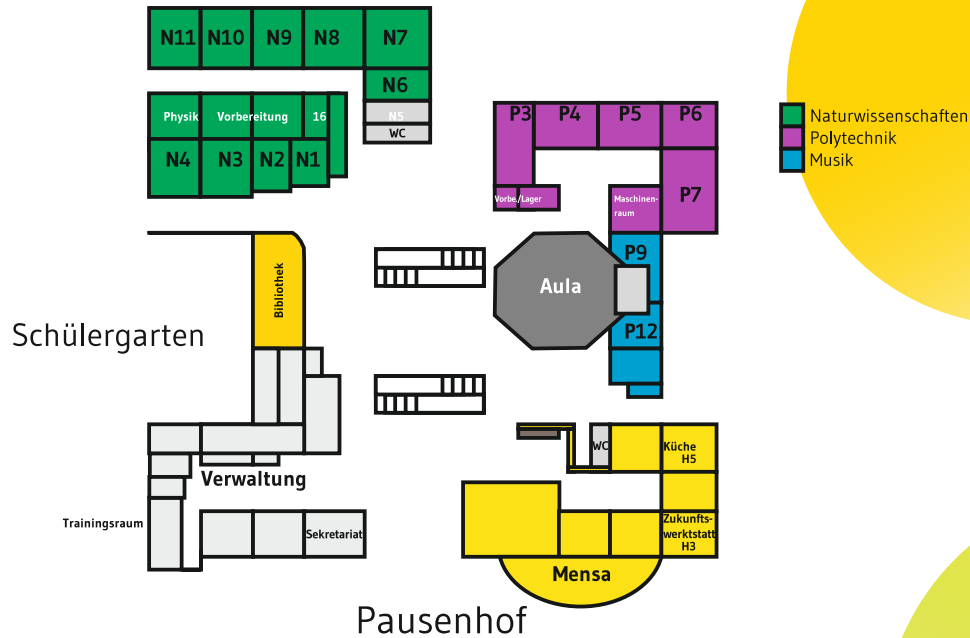 N11 N10 N9 N8 N7
N6
N5
WC
Physik Vorbereitung 16
N4 N3 N2 N1
P3 P4 P5 P6
P7
Vorbe./Lager
Maschinen-
raum
Naturwissenschaften
Polytechnik
Musik
P9
Aula
P12
Bibliothek
Schülergarten
WC
Küche
H5
Verwaltung
Trainingsraum
Sekretariat
Zukunfts-
werktstatt
H3
Mensa
Pausenhof